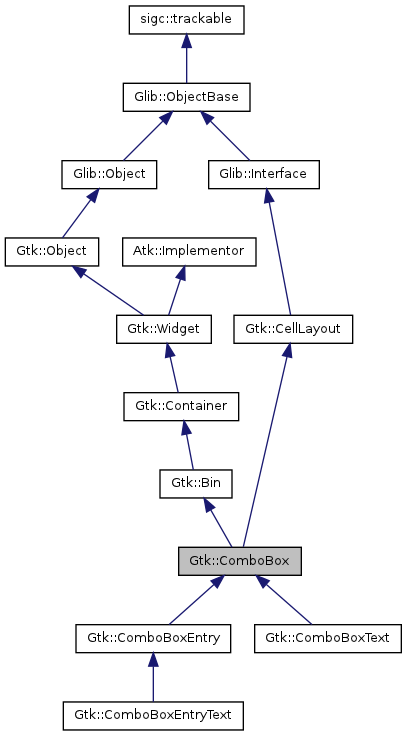 sigc::trackable
Glib::ObjectBase
Glib::Object
Glib::Interface
Gtk::Object
Atk::Implementor
Gtk::Widget
Gtk::CellLayout
Gtk::Container
Gtk::Bin
Gtk::ComboBox
Gtk::ComboBoxEntry
Gtk::ComboBoxText
Gtk::ComboBoxEntryText